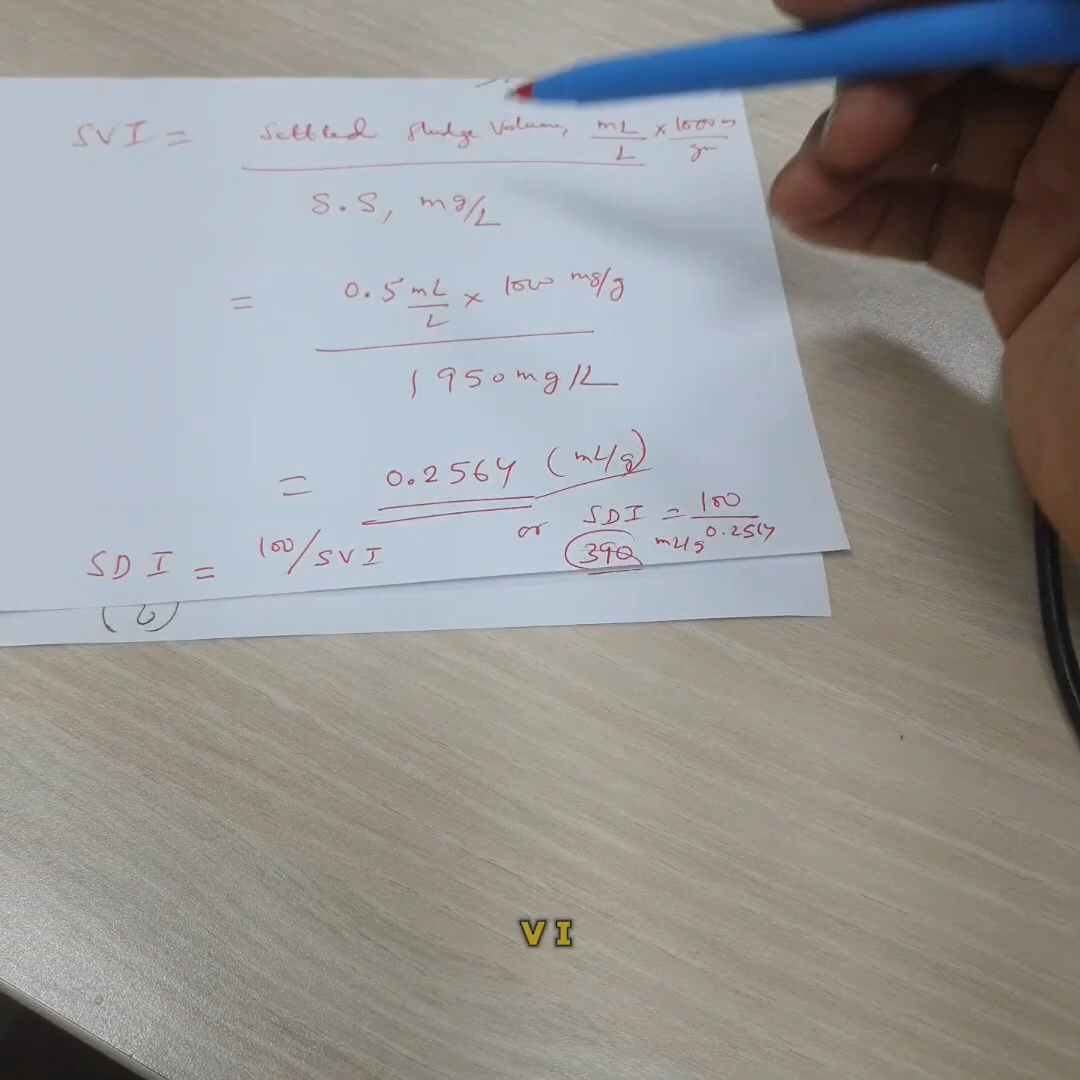 SVI = Settled Sludge Volume, mL/L x 1000 m/gr
S.S, mg/L
= 0.5 mL/L x 1000 mg/g
1950 mg/L
= 0.2564 (mL/g)
or SDI = 100/0.2564
SDI = 100/SVI
390 mL/g
(b)
VI